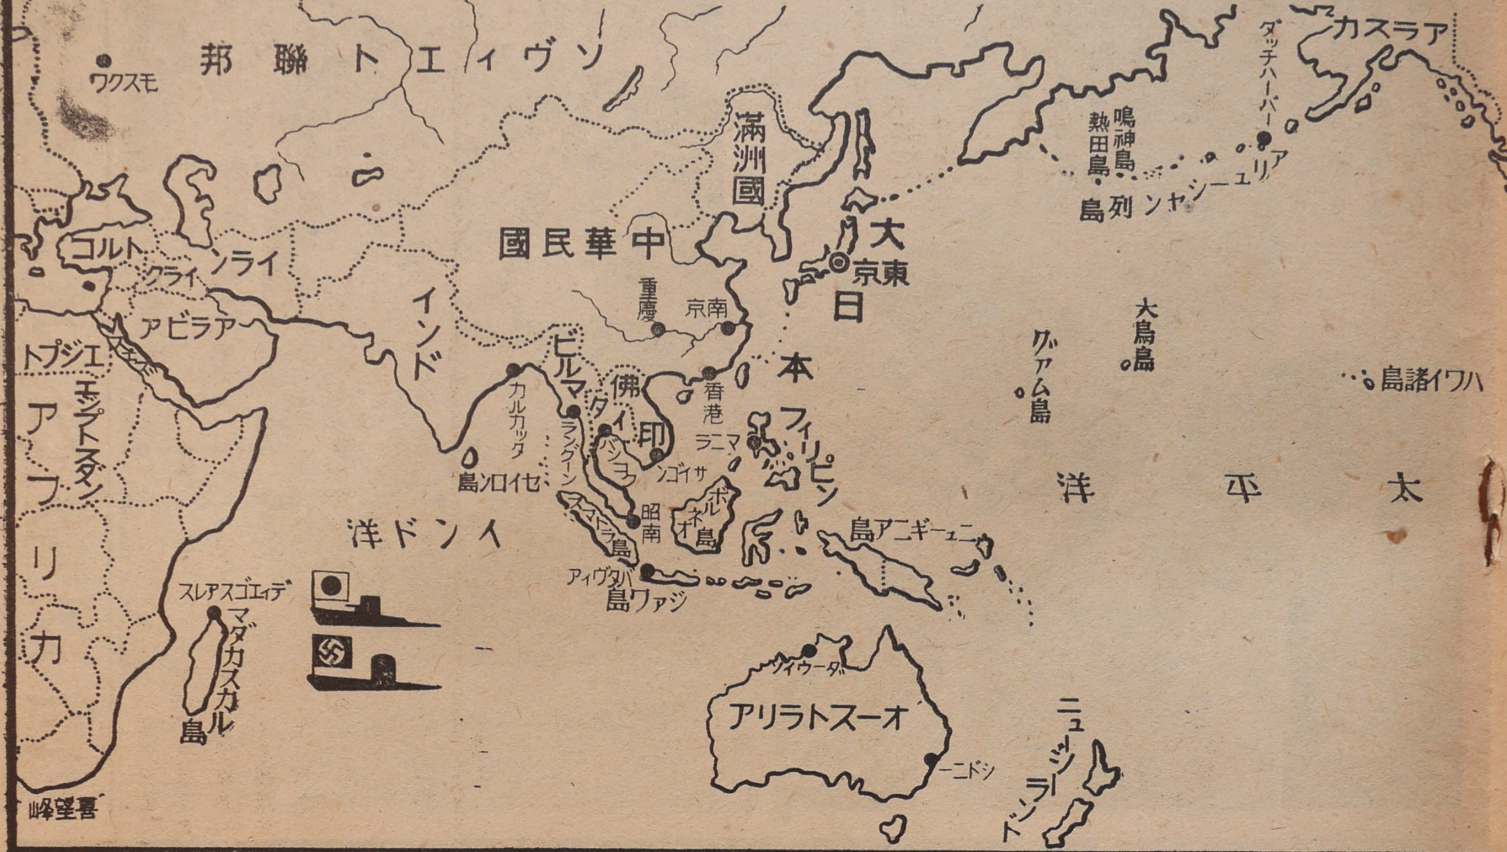 ソヴィエト聯邦
モスクワ
アラスカ
ダッチハーバー
アリューシャン列島
鳴神島
熱田島
滿洲國
中華民國
重慶
南京
大日本
東京
トルコ
イラク
イラン
アラビア
エジプト
エジプトスダン
アフリカ
インド
カルカッタ
セイロン島
ビルマ
ラングーン
タイ
バンコク
佛印
サイゴン
香港
マニラ
フィリピン
グァム島
大鳥島
ハワイ諸島
太平洋
インド洋
昭南
スマトラ島
ボルネオ島
バタヴィア
ジァワ島
ニューギニア島
ディエゴスアレス
マダガスカル島
喜望峰
ダーウィン
オーストラリア
シドニー
ニュージーランド